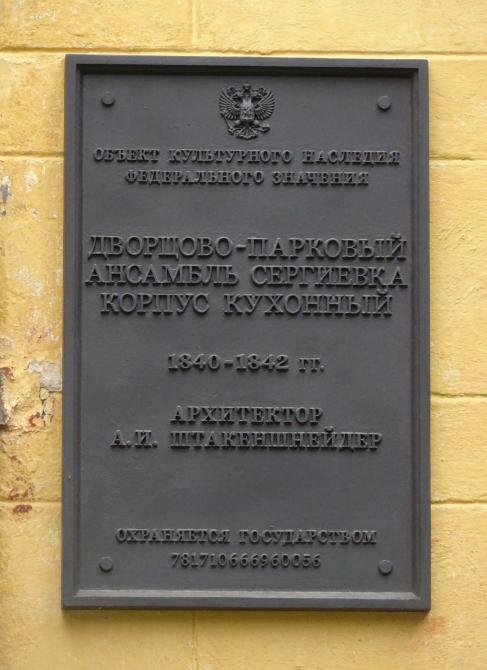 ОБЪЕКТ КУЛЬТУРНОГО НАСЛЕДИЯ
ФЕДЕРАЛЬНОГО ЗНАЧЕНИЯ
ДВОРЦОВО-ПАРКОВЫЙ
АНСАМБЛЬ СЕРГИЕВКА
КОРПУС КУХОННЫЙ
1840-1842 ГГ.
АРХИТЕКТОР
А.И. ШТАКЕНШНЕЙДЕР
ОХРАНЯЕТСЯ ГОСУДАРСТВОМ
781710666960056